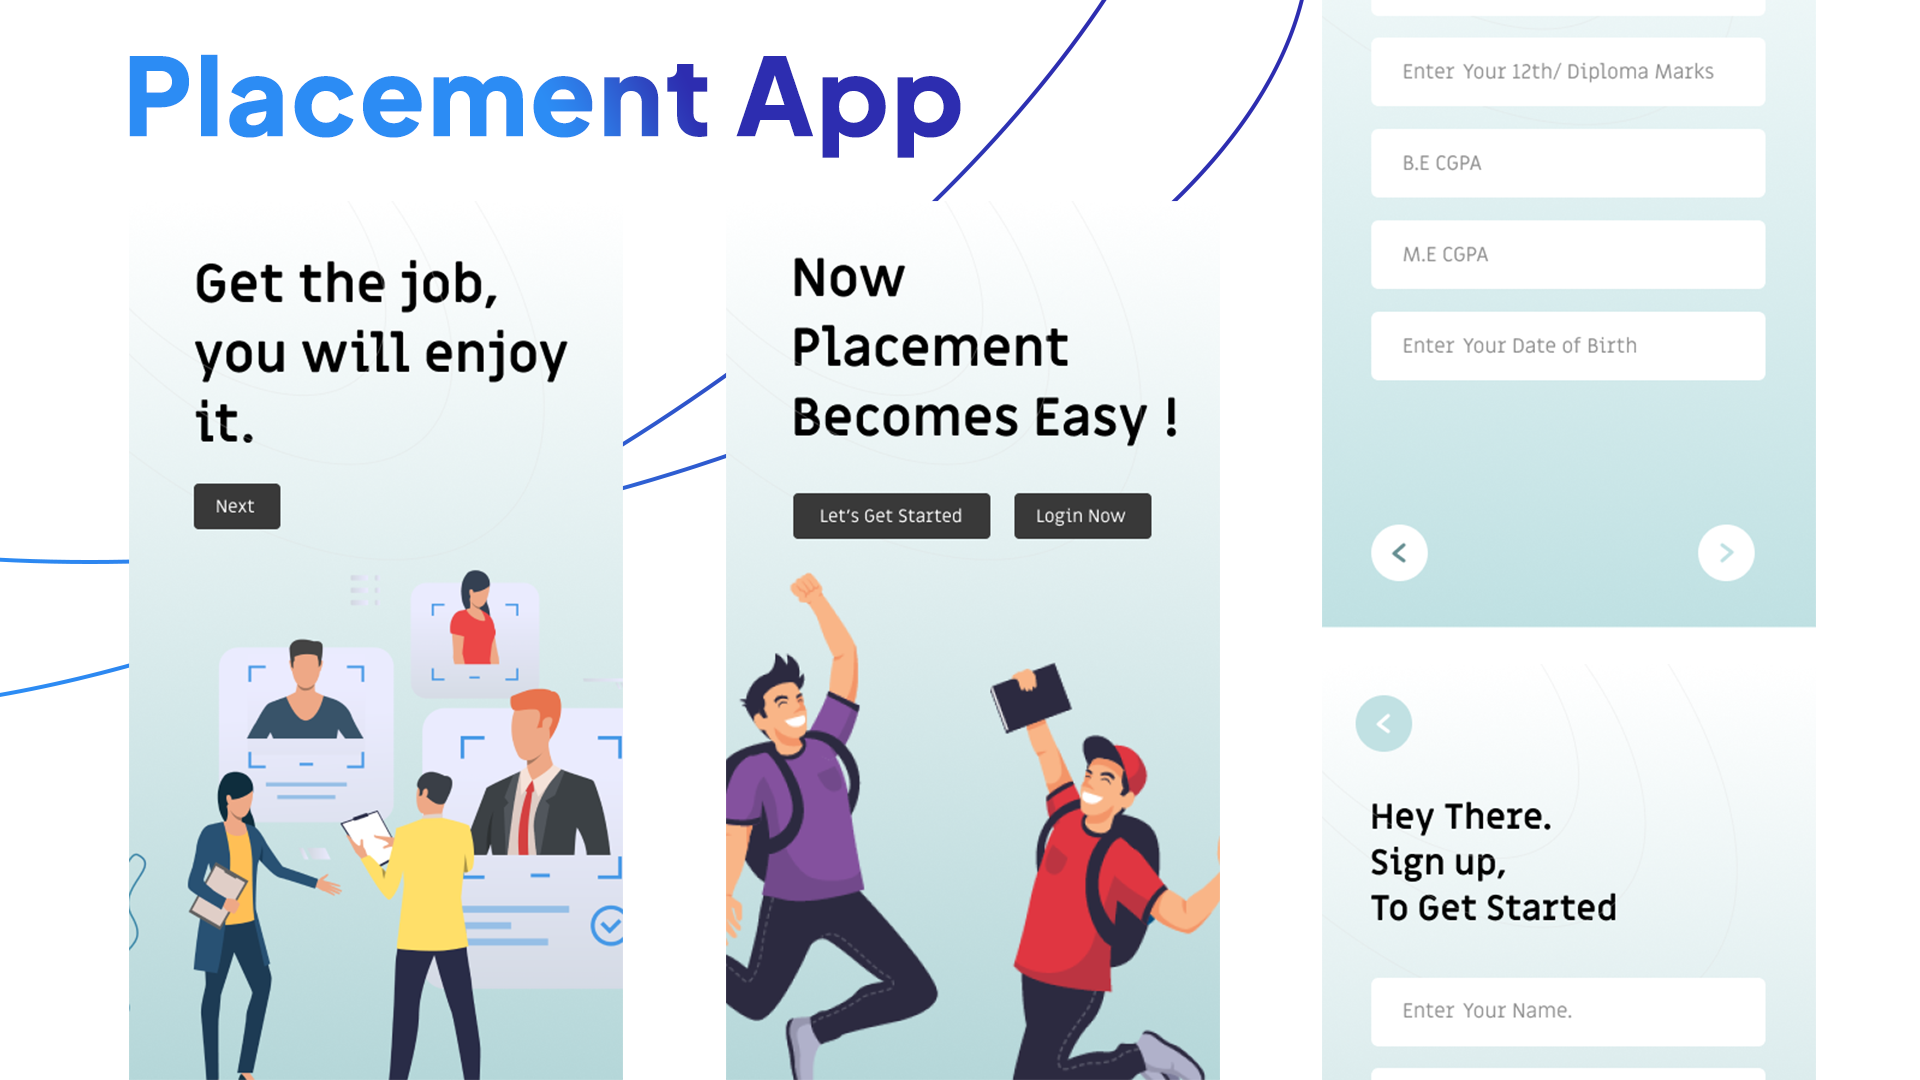 Placement App
Get the job,
you will enjoy
it.
Next
Now
Placement
Becomes Easy !
Let's Get Started
Login Now
Enter Your 12th/ Diploma Marks
B.E CGPA
M.E CGPA
Enter Your Date of Birth
Hey There.
Sign up,
To Get Started
Enter Your Name.